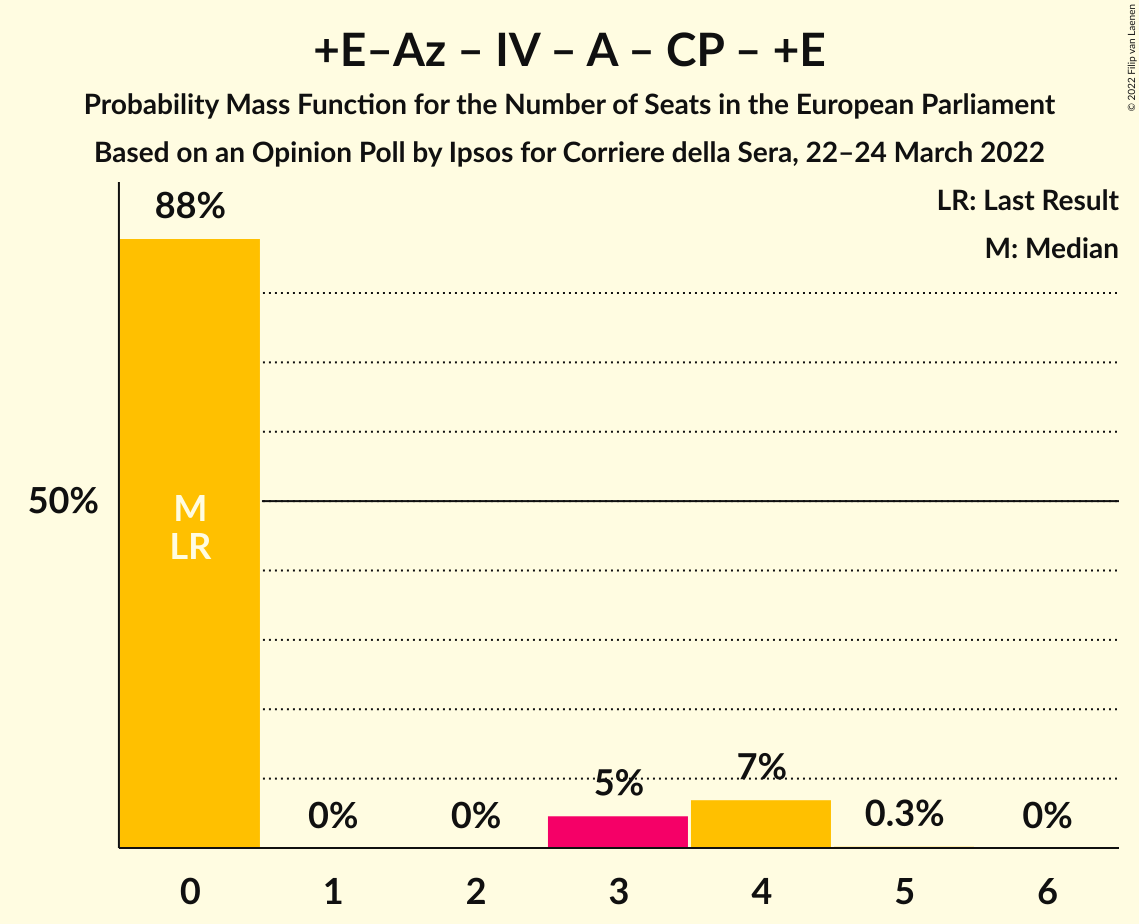 +E–Az – IV – A – CP – +E
Probability Mass Function for the Number of Seats in the European Parliament
Based on an Opinion Poll by Ipsos for Corriere della Sera, 22–24 March 2022
© 2022 Filip van Laenen
LR: Last Result
M: Median
88%
50%
M
LR
0%
0%
5%
7%
0.3%
0%
0
1
2
3
4
5
6